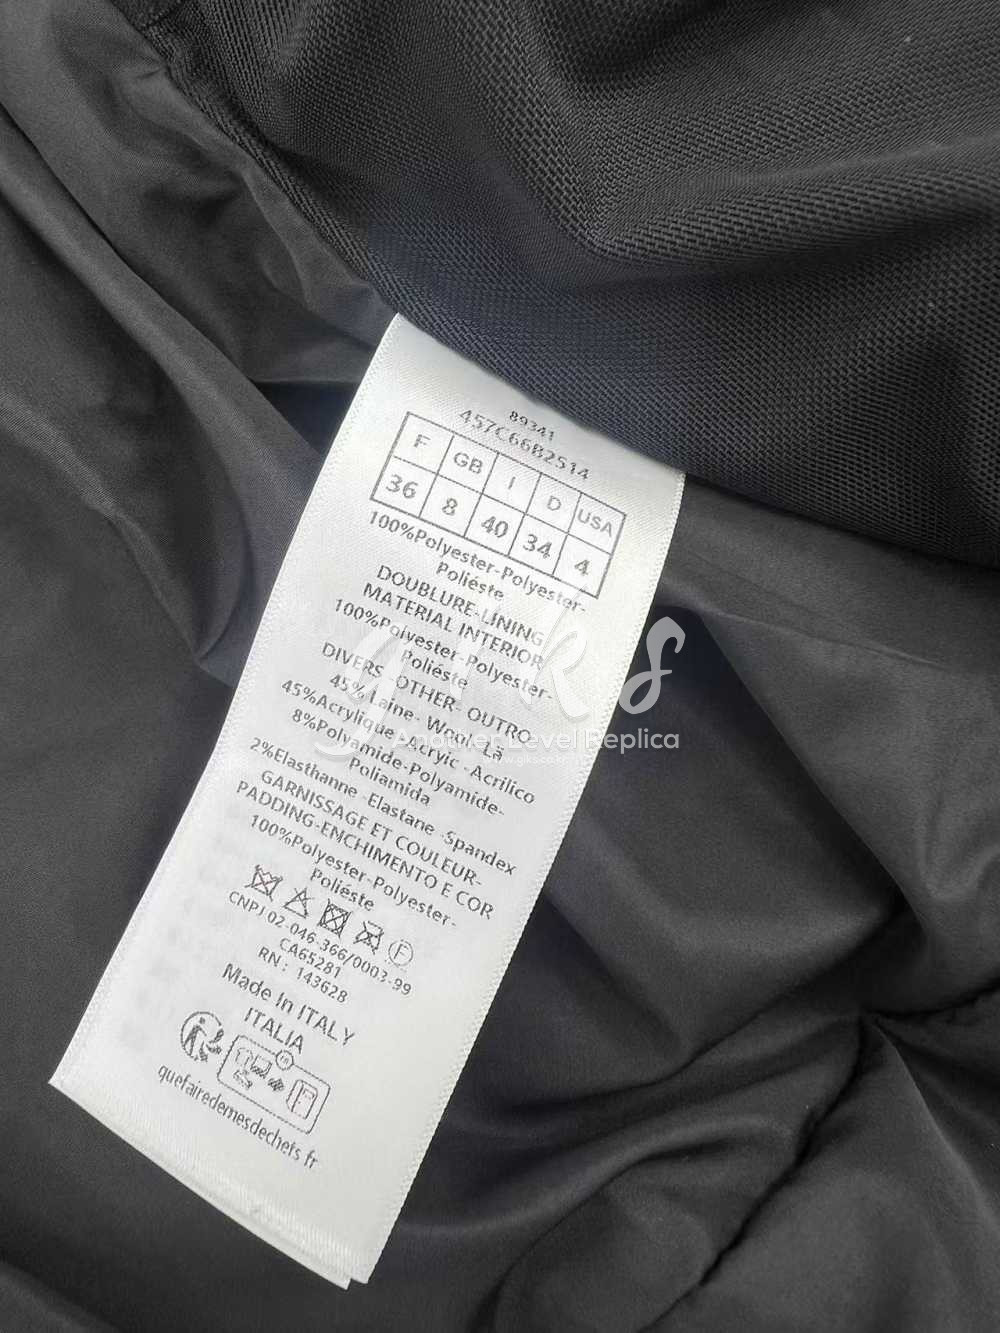 89341
457C66B2514
F GB I D USA
36 8 40 34 4
100%Polyester-Polyester-
Poliéste
DOUBLURE-LINING
MATERIAL INTERIOR
100%Polyester-Polyester-
Poliéste
DIVERS -OTHER- OUTRO
45%Laine- Wool- Lã
45%Acrylique -Acrylic -Acrilico
8%Polyamide-Polyamide-
Poliamida
2%Elasthanne -Elastane -Spandex
GARNISSAGE ET COULEUR-
PADDING-ENCHIMENTO E COR
100%Polyester-Polyester-
Poliéste
F
CNPJ 02-046-366/0003-99
CA65281
RN : 143628
Made In ITALY
ITALIA
FR
quefairedemesdechets.fr
giks
Another Level Replica